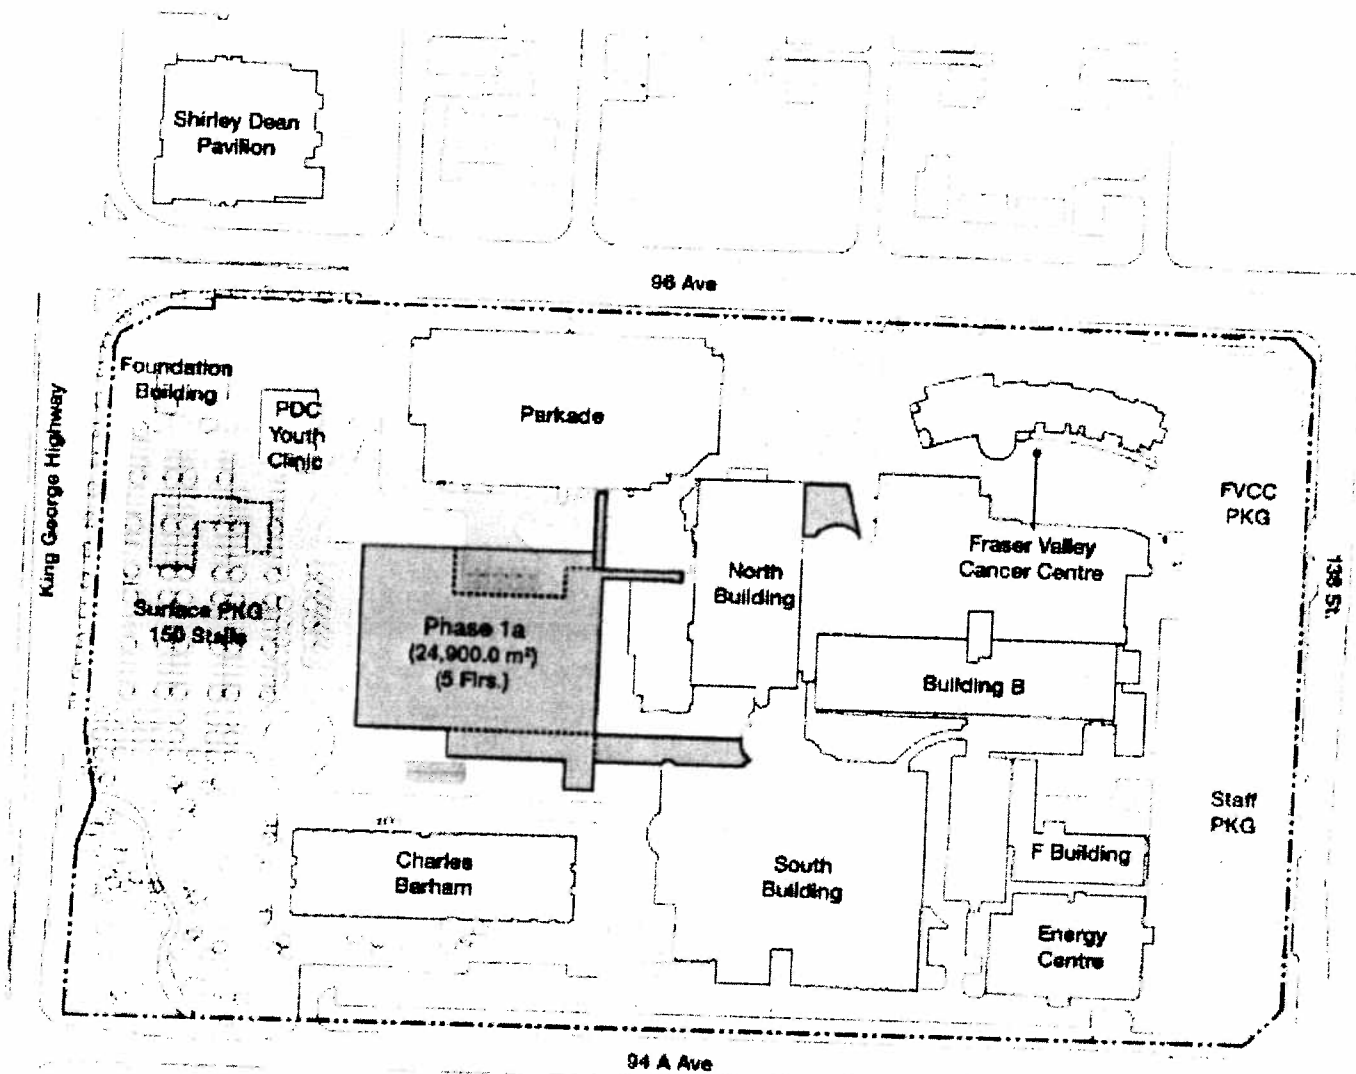 Shirley Dean
Pavilion
96 Ave
Foundation
Building
PDC
Youth
Clinic
Parkade
King George Highway
FVCC
PKG
Fraser Valley
Cancer Centre
North
Building
138 St.
Surface PKG
150 Stalls
Phase 1a
(24,900.0 m²)
(5 Flrs.)
Building B
Staff
PKG
Charles
Barham
South
Building
F Building
Energy
Centre
94 A Ave